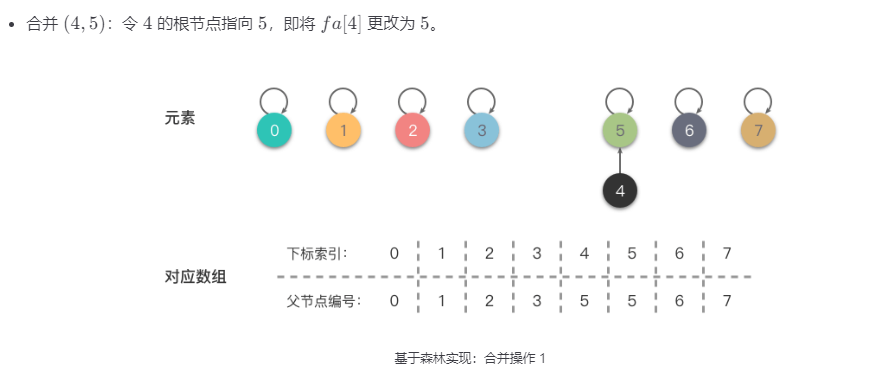 • 合并 (4, 5)：令 4 的根节点指向 5，即将 fa[4] 更改为 5。
元素
0 1 2 3 5 6 7
4
下标索引： 0 1 2 3 4 5 6 7
对应数组
父节点编号： 0 1 2 3 5 5 6 7
基于森林实现：合并操作 1